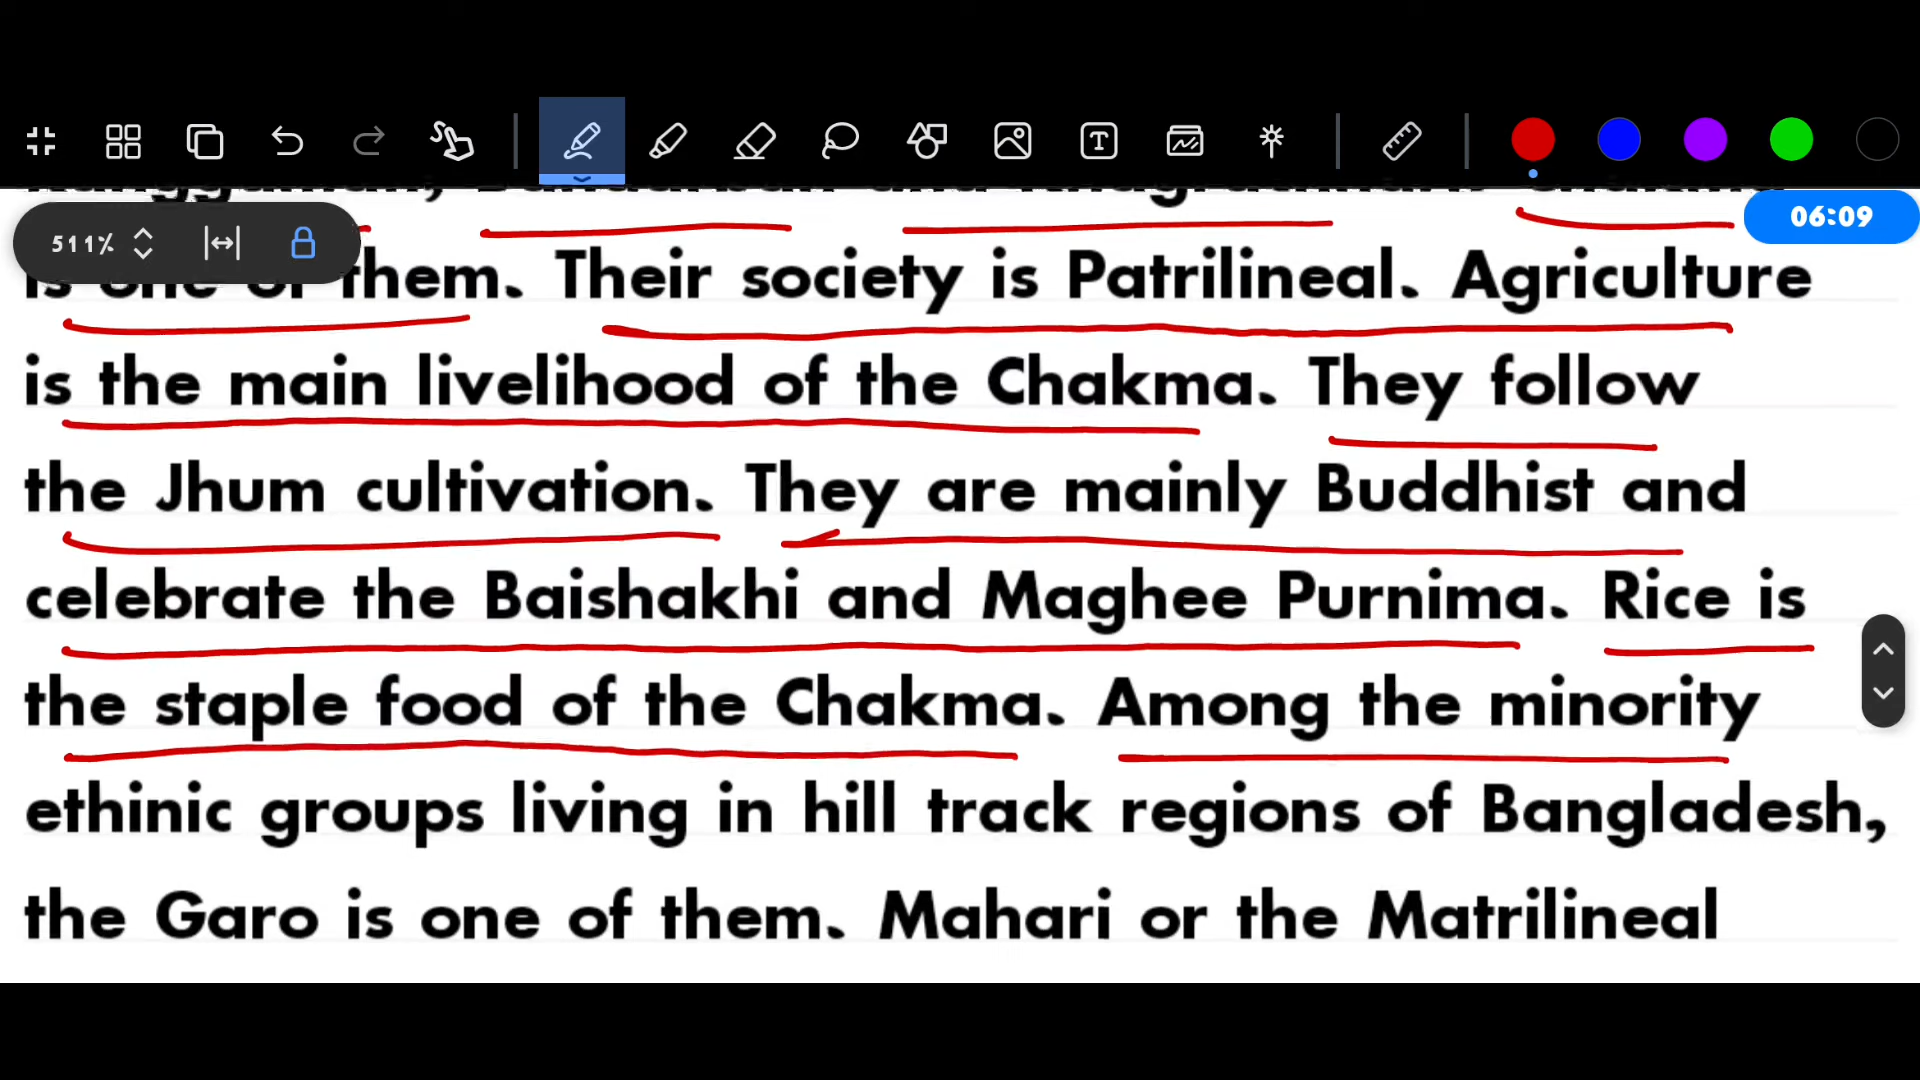 06:09
511%
is one of them. Their society is Patrilineal. Agriculture
is the main livelihood of the Chakma. They follow
the Jhum cultivation. They are mainly Buddhist and
celebrate the Baishakhi and Maghee Purnima. Rice is
the staple food of the Chakma. Among the minority
ethinic groups living in hill track regions of Bangladesh,
the Garo is one of them. Mahari or the Matrilineal